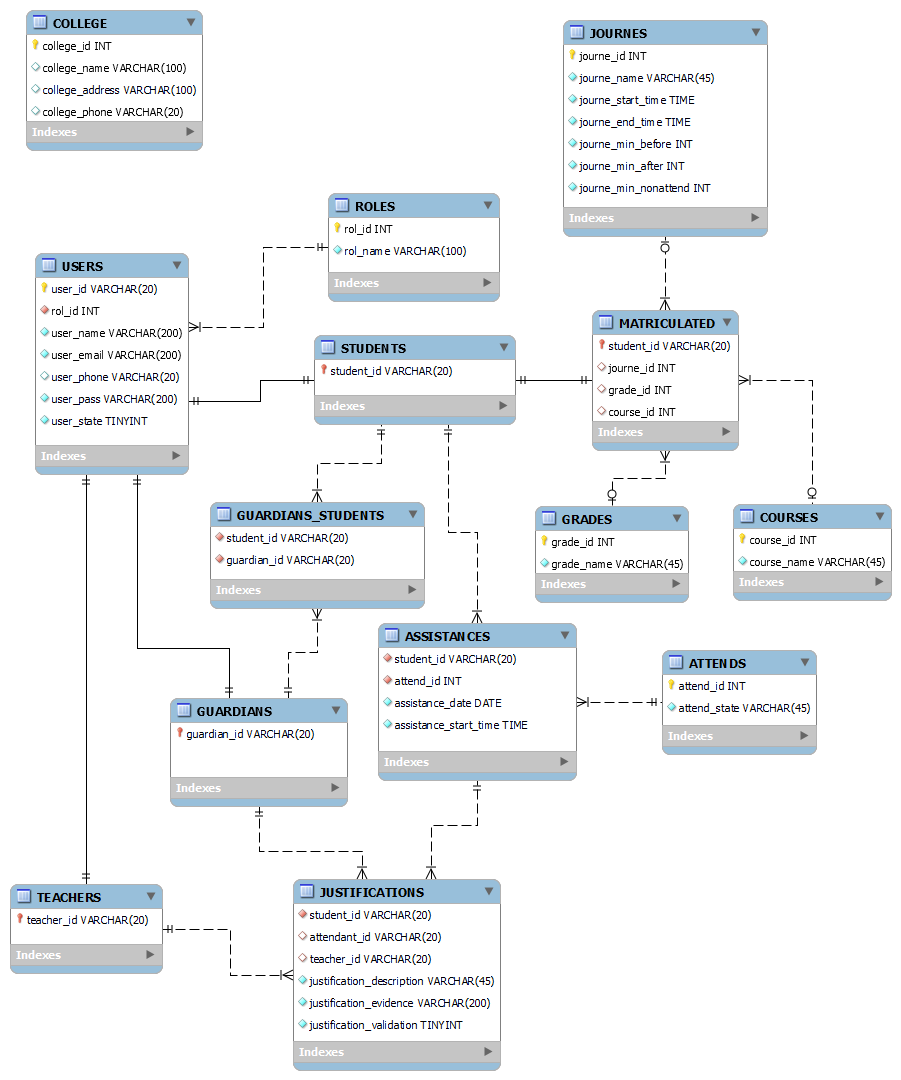 COLLEGE
college_id INT
college_name VARCHAR(100)
college_address VARCHAR(100)
college_phone VARCHAR(20)
Indexes
JOURNES
journe_id INT
journe_name VARCHAR(45)
journe_start_time TIME
journe_end_time TIME
journe_min_before INT
journe_min_after INT
journe_min_nonattend INT
Indexes
ROLES
rol_id INT
rol_name VARCHAR(100)
Indexes
USERS
user_id VARCHAR(20)
rol_id INT
user_name VARCHAR(200)
user_email VARCHAR(200)
user_phone VARCHAR(20)
user_pass VARCHAR(200)
user_state TINYINT
Indexes
STUDENTS
student_id VARCHAR(20)
Indexes
MATRICULATED
student_id VARCHAR(20)
journe_id INT
grade_id INT
course_id INT
Indexes
GUARDIANS_STUDENTS
student_id VARCHAR(20)
guardian_id VARCHAR(20)
Indexes
GRADES
grade_id INT
grade_name VARCHAR(45)
Indexes
COURSES
course_id INT
course_name VARCHAR(45)
Indexes
ASSISTANCES
student_id VARCHAR(20)
attend_id INT
assistance_date DATE
assistance_start_time TIME
Indexes
ATTENDS
attend_id INT
attend_state VARCHAR(45)
Indexes
GUARDIANS
guardian_id VARCHAR(20)
Indexes
TEACHERS
teacher_id VARCHAR(20)
Indexes
JUSTIFICATIONS
student_id VARCHAR(20)
attendant_id VARCHAR(20)
teacher_id VARCHAR(20)
justification_description VARCHAR(45)
justification_evidence VARCHAR(200)
justification_validation TINYINT
Indexes